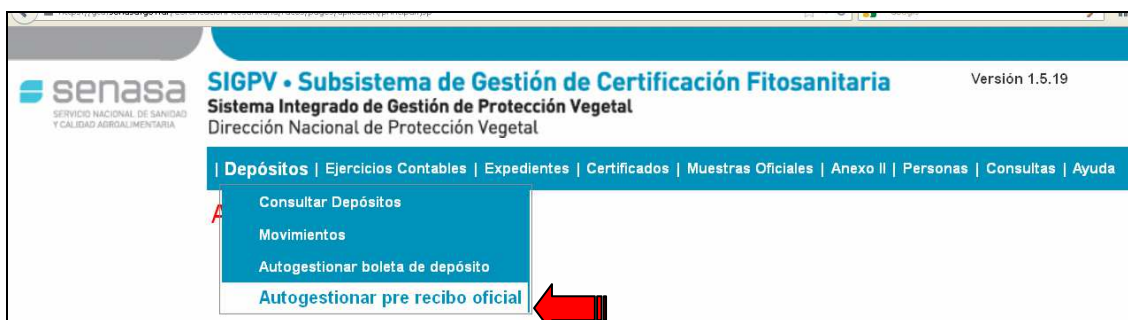 SIGPV • Subsistema de Gestión de Certificación Fitosanitaria
Versión 1.5.19
senasa
SERVICIO NACIONAL DE SANIDAD
Y CALIDAD AGROALIMENTARIA
Sistema Integrado de Gestión de Protección Vegetal
Dirección Nacional de Protección Vegetal
| Depósitos | Ejercicios Contables | Expedientes | Certificados | Muestras Oficiales | Anexo II | Personas | Consultas | Ayuda
Consultar Depósitos
Movimientos
Autogestionar boleta de depósito
Autogestionar pre recibo oficial